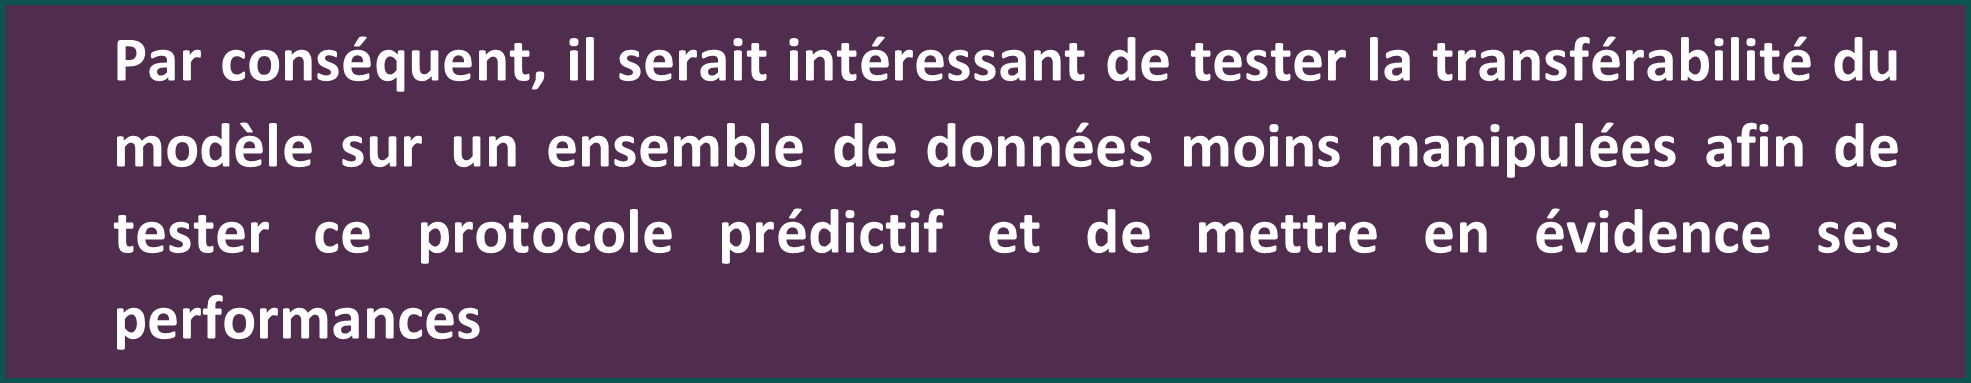 Par conséquent, il serait intéressant de tester la transférabilité du
modèle sur un ensemble de données moins manipulées afin de
tester ce protocole prédictif et de mettre en évidence ses
performances